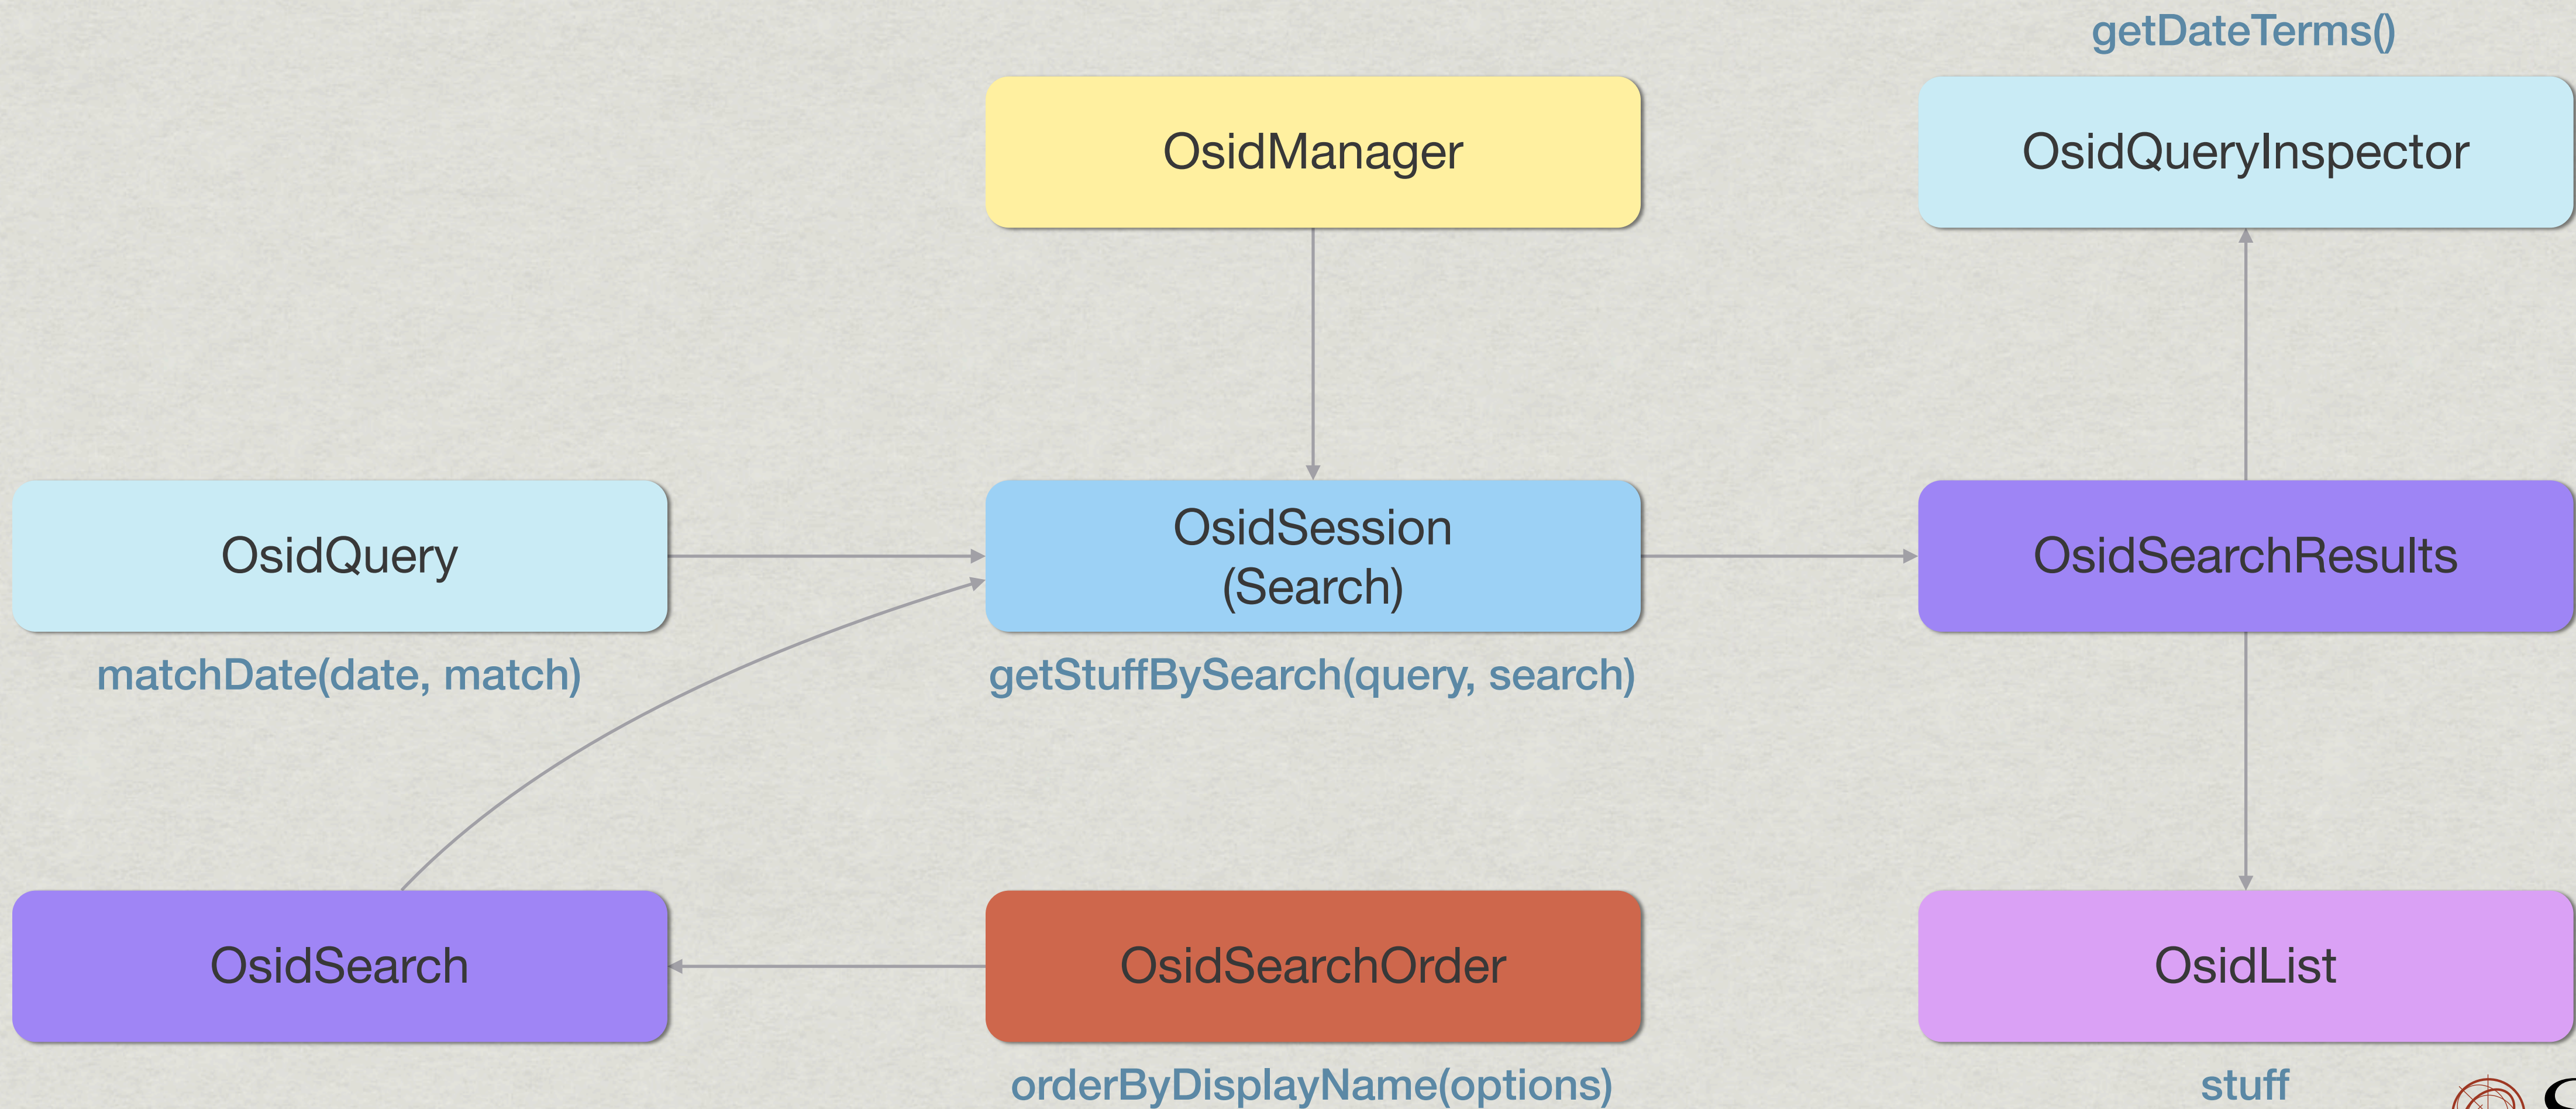 getDateTerms()
OsidManager
OsidQueryInspector
OsidQuery
OsidSession
(Search)
OsidSearchResults
matchDate(date, match)
getStuffBySearch(query, search)
OsidSearch
OsidSearchOrder
OsidList
orderByDisplayName(options)
stuff